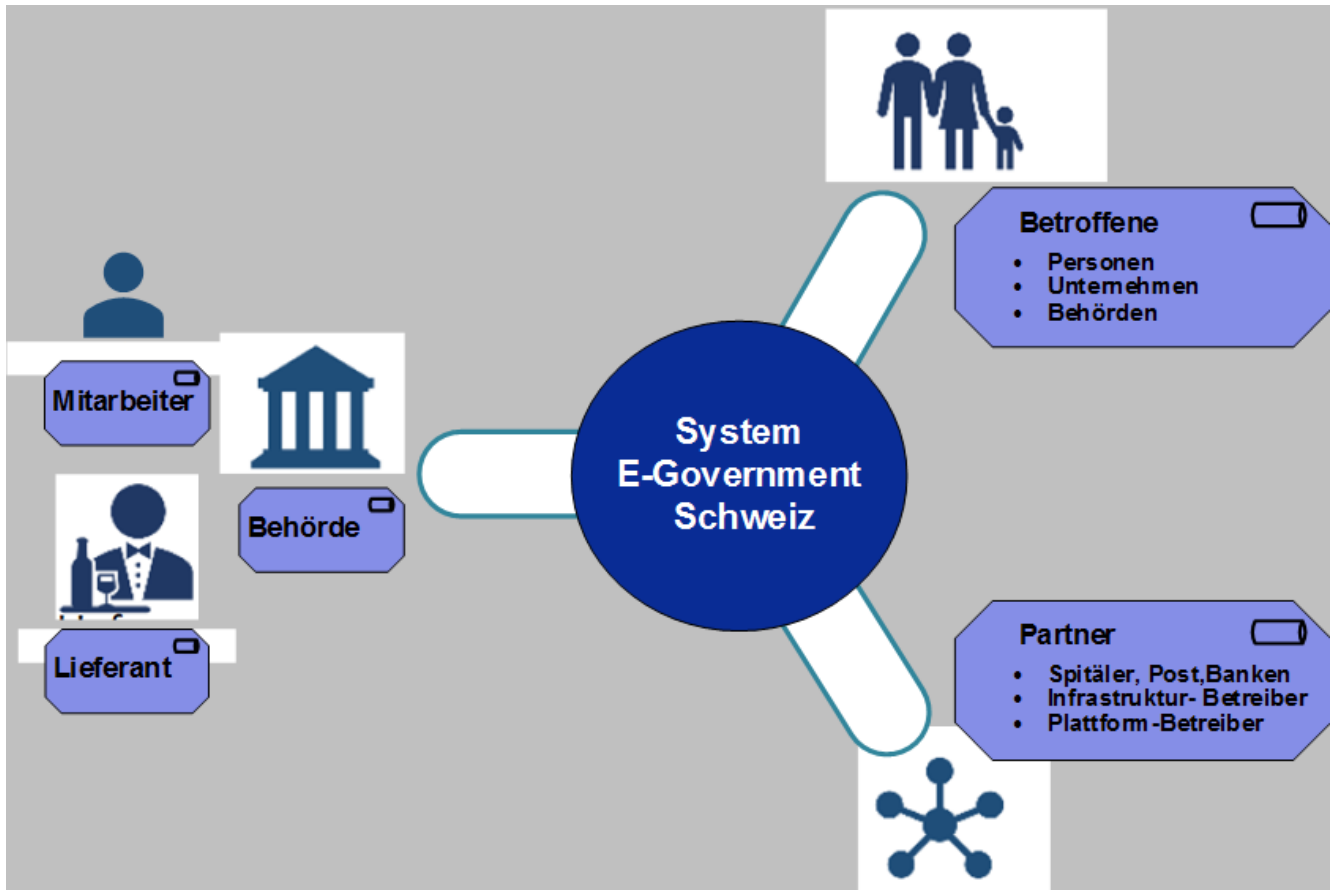 Betroffene
• Personen
• Unternehmen
• Behörden
Mitarbeiter
System
E-Government
Schweiz
Behörde
Lieferant
Partner
• Spitäler, Post,Banken
• Infrastruktur- Betreiber
• Plattform-Betreiber